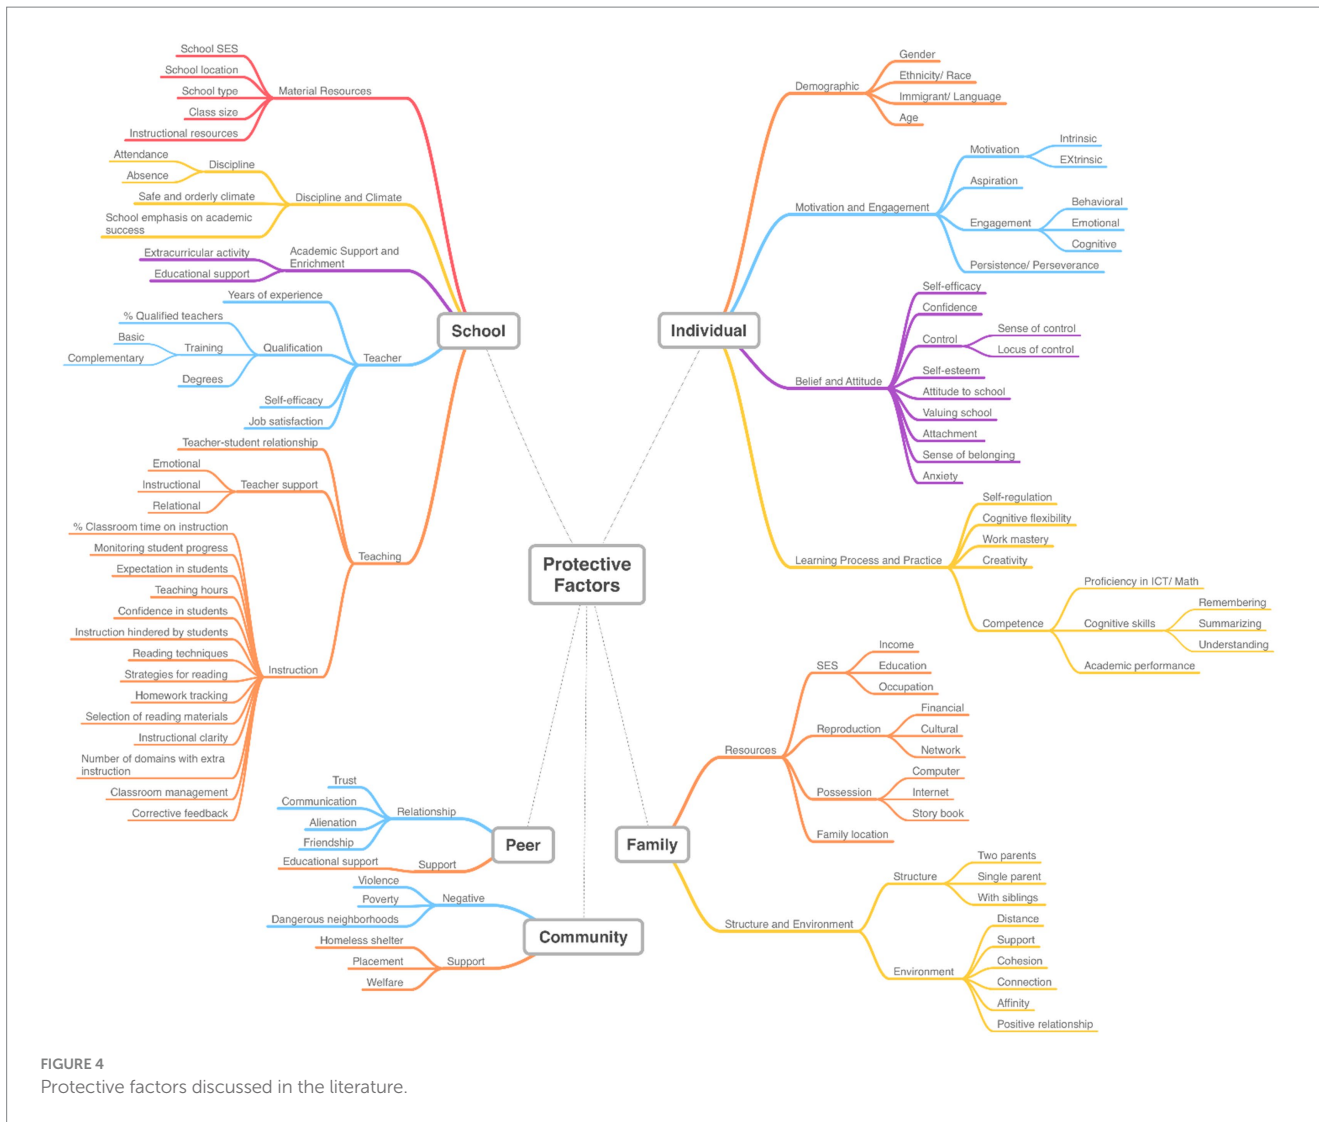 School SES
School location
School type
Class size
Instructional resources
Material Resources
Attendance
Absence
Discipline
Safe and orderly climate
School emphasis on academic
success
Discipline and Climate
Extracurricular activity
Educational support
Academic Support and
Enrichment
Years of experience
% Qualified teachers
Basic
Complementary
Training
Degrees
Qualification
Self-efficacy
Job satisfaction
Teacher
School
Teacher-student relationship
Emotional
Instructional
Relational
Teacher support
Teaching
% Classroom time on instruction
Monitoring student progress
Expectation in students
Teaching hours
Confidence in students
Instruction hindered by students
Reading techniques
Strategies for reading
Homework tracking
Selection of reading materials
Instructional clarity
Number of domains with extra
instruction
Classroom management
Corrective feedback
Instruction
Protective
Factors
Trust
Communication
Alienation
Friendship
Relationship
Educational support
Support
Peer
Violence
Poverty
Dangerous neighborhoods
Negative
Homeless shelter
Placement
Welfare
Support
Community
Individual
Demographic
Gender
Ethnicity/ Race
Immigrant/ Language
Age
Motivation and Engagement
Motivation
Intrinsic
EXtrinsic
Aspiration
Engagement
Behavioral
Emotional
Cognitive
Persistence/ Perseverance
Belief and Attitude
Self-efficacy
Confidence
Control
Sense of control
Locus of control
Self-esteem
Attitude to school
Valuing school
Attachment
Sense of belonging
Anxiety
Learning Process and Practice
Self-regulation
Cognitive flexibility
Work mastery
Creativity
Competence
Proficiency in ICT/ Math
Cognitive skills
Remembering
Summarizing
Understanding
Academic performance
Family
Resources
SES
Income
Education
Occupation
Reproduction
Financial
Cultural
Network
Possession
Computer
Internet
Story book
Family location
Structure and Environment
Structure
Two parents
Single parent
With siblings
Environment
Distance
Support
Cohesion
Connection
Affinity
Positive relationship
FIGURE 4
Protective factors discussed in the literature.